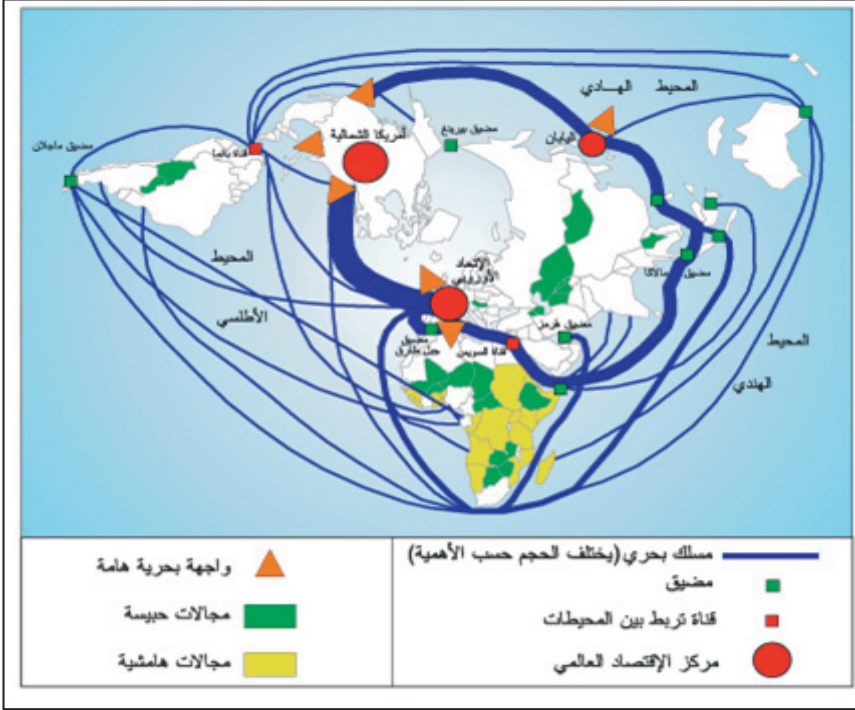 المحيط الهــادي
أمريكا الشمالية
مضيق بيرونغ
اليابان
مضيق ماجلان
قناة بانما
المحيط
الأطلسي
الإتحاد
الأوروبي
مضيق مالاكا
مضيق هرمز
مضيق
جبل طارق
قناة السويس
المحيط
الهندي
مسلك بحري (يختلف الحجم حسب الأهمية)
مضيق
قناة تربط بين المحيطات
مركز الإقتصاد العالمي
واجهة بحرية هامة
مجالات حبيسة
مجالات هامشية